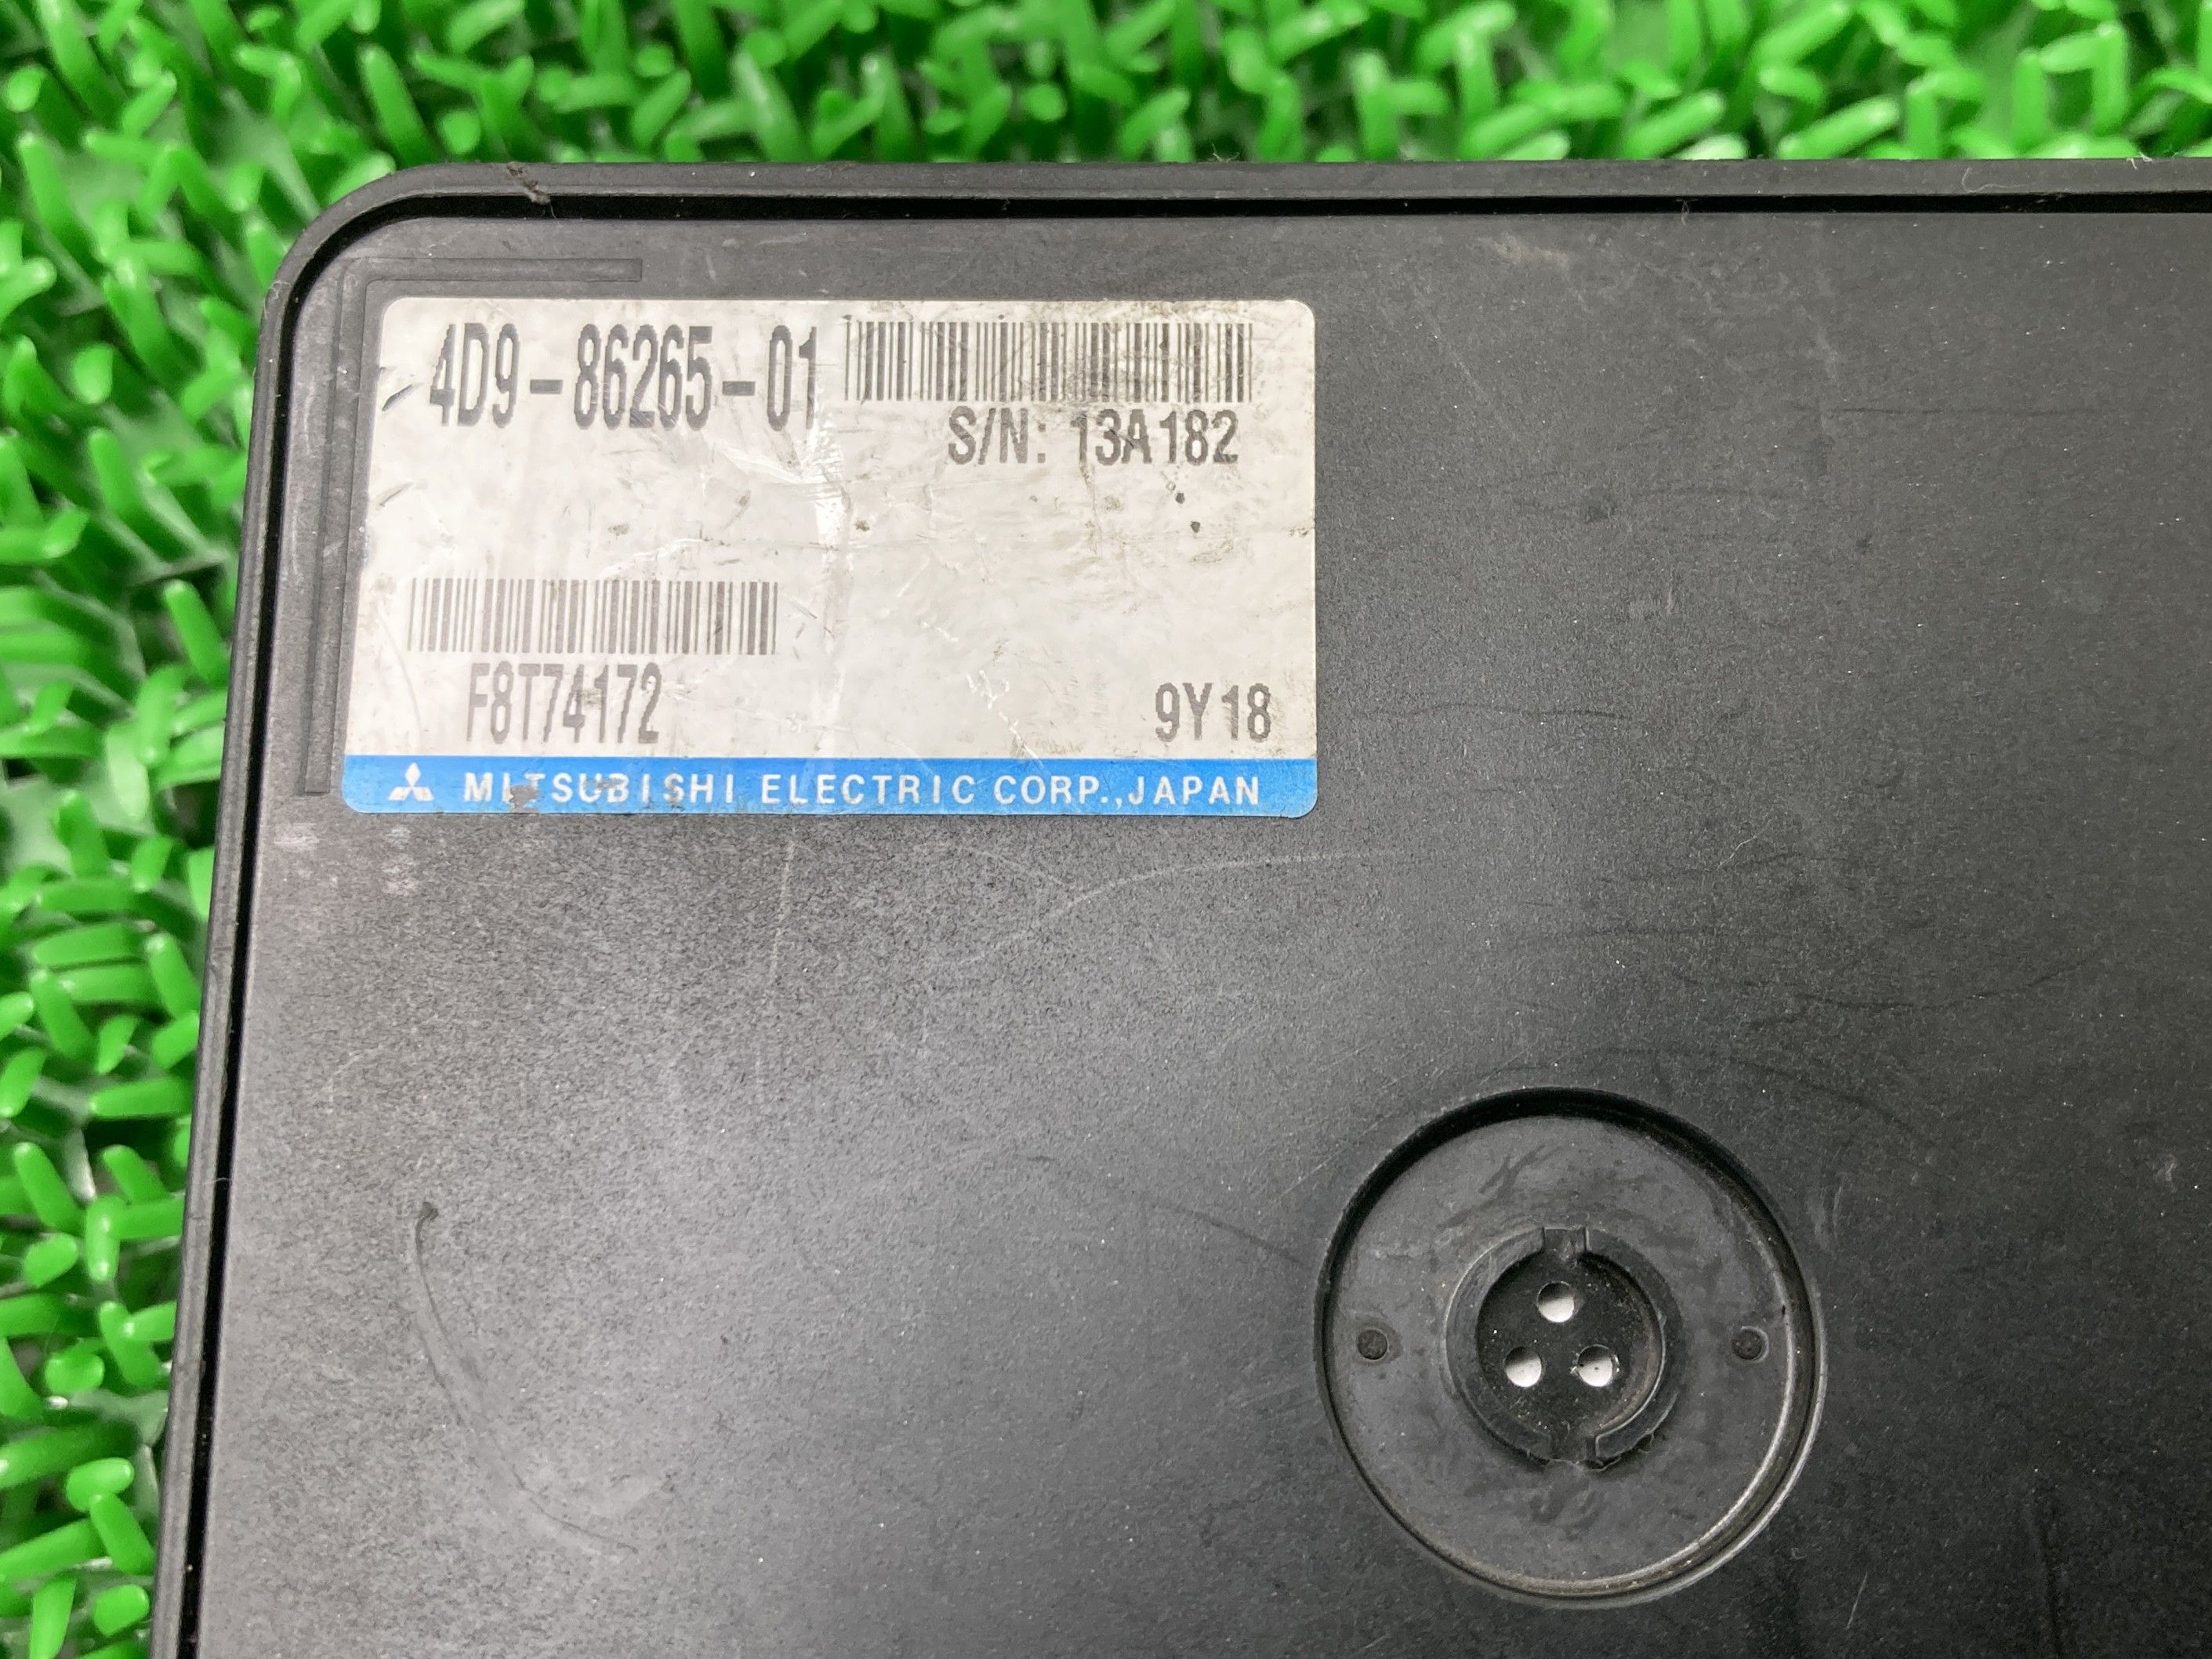 4D9-86265-01
S/N: 13A182
F8T74172
9Y18
MITSUBISHI ELECTRIC CORP.,JAPAN